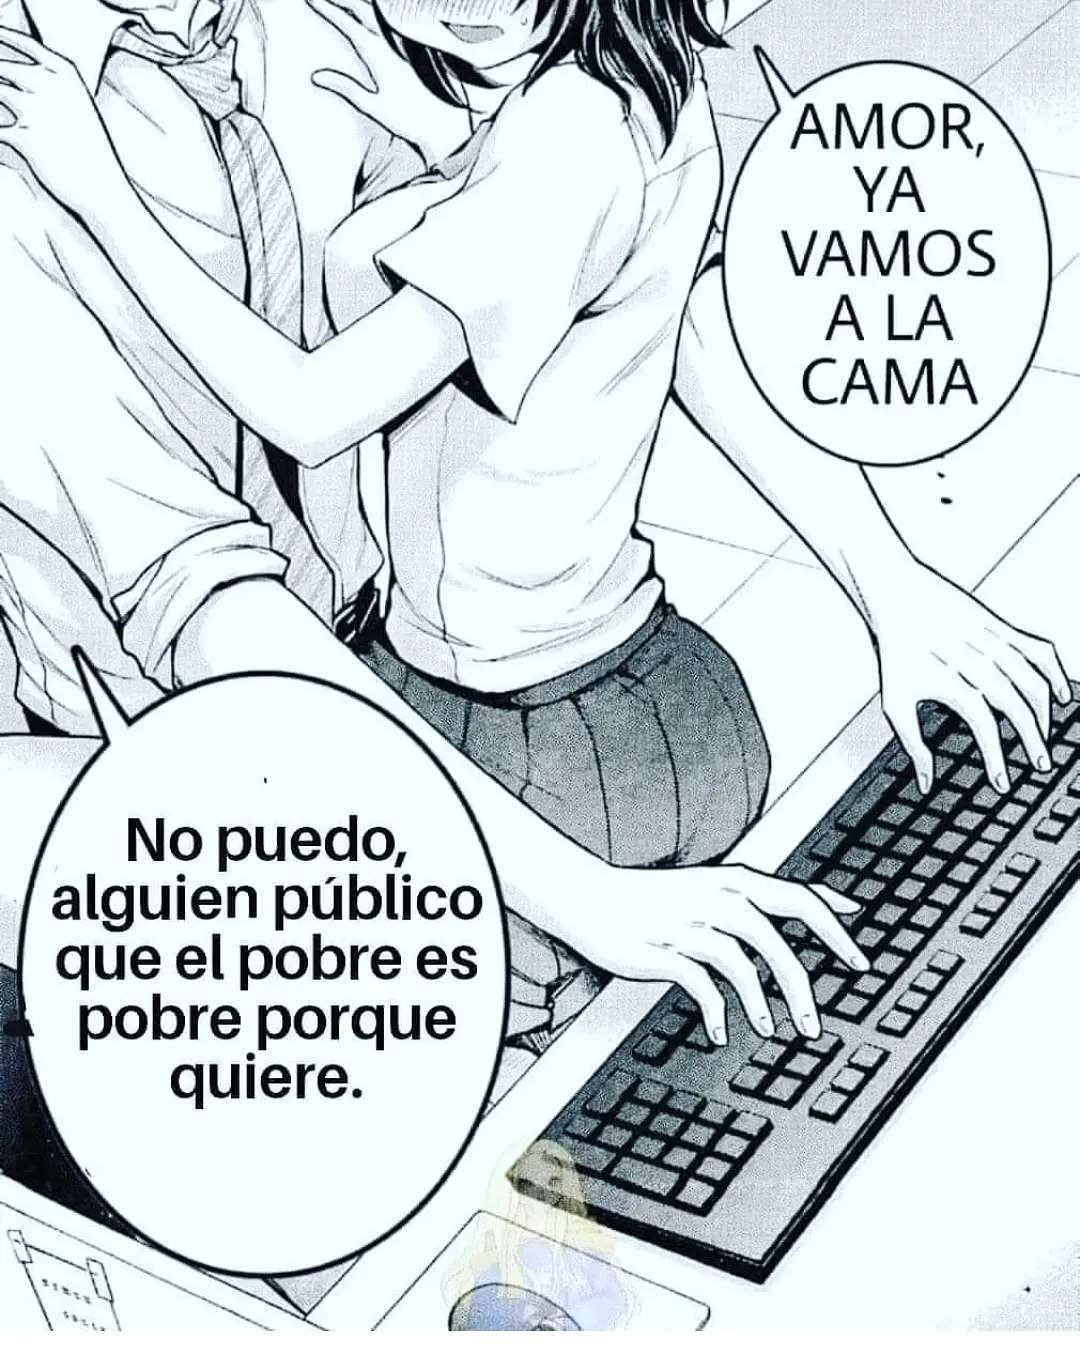 AMOR,
YA
VAMOS
A LA
CAMA
No puedo,
alguien público
que el pobre es
pobre porque
quiere.